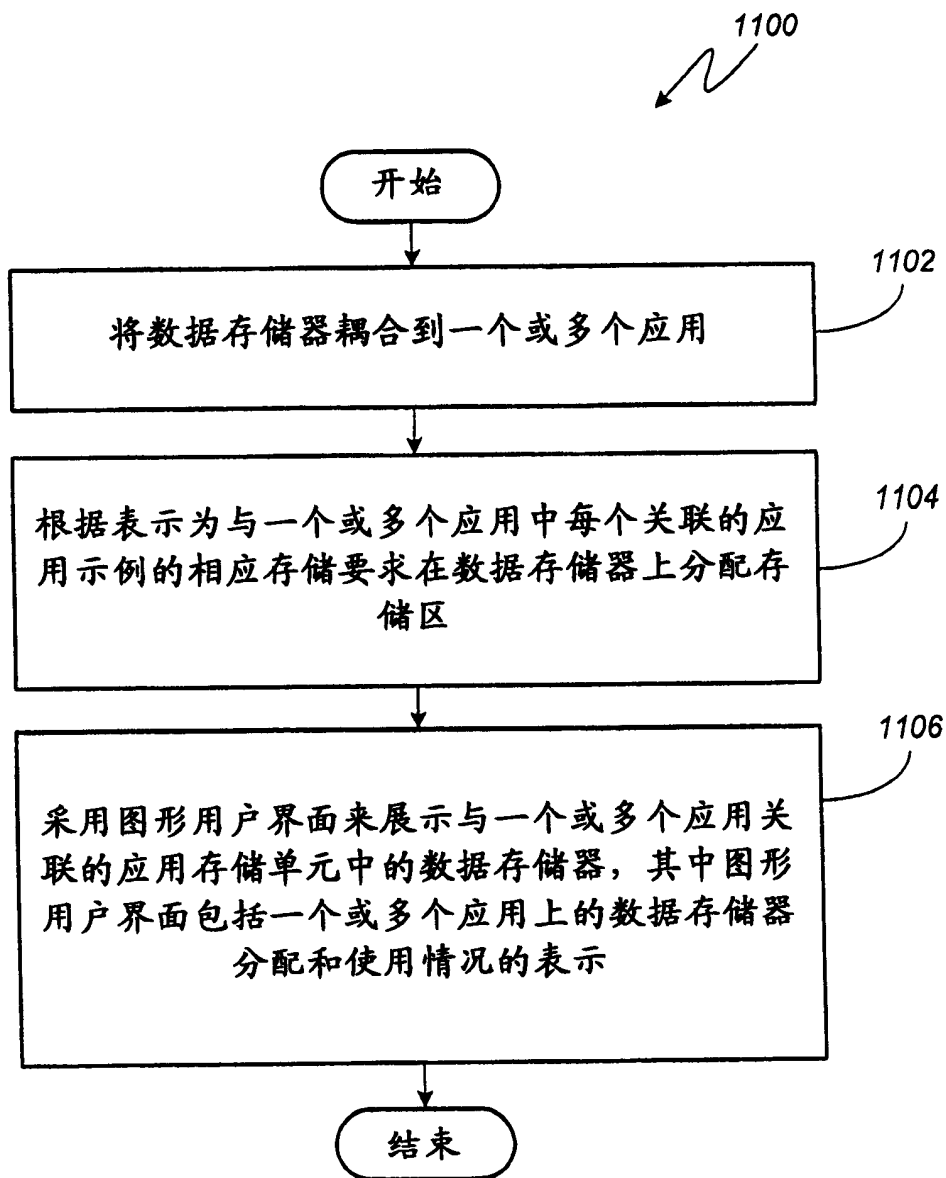 1100
开始
1102
将数据存储器耦合到一个或多个应用
1104
根据表示为与一个或多个应用中每个关联的应
用示例的相应存储要求在数据存储器上分配存
储区
1106
采用图形用户界面来展示与一个或多个应用关
联的应用存储单元中的数据存储器，其中图形
用户界面包括一个或多个应用上的数据存储器
分配和使用情况的表示
结束